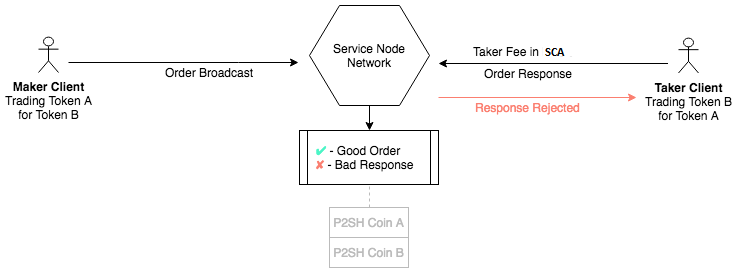 Service Node
Network
Taker Fee in SCA
Order Broadcast
Order Response
Maker Client
Trading Token A
for Token B
Taker Client
Trading Token B
for Token A
Response Rejected
✔ - Good Order
✘ - Bad Response
P2SH Coin A
P2SH Coin B